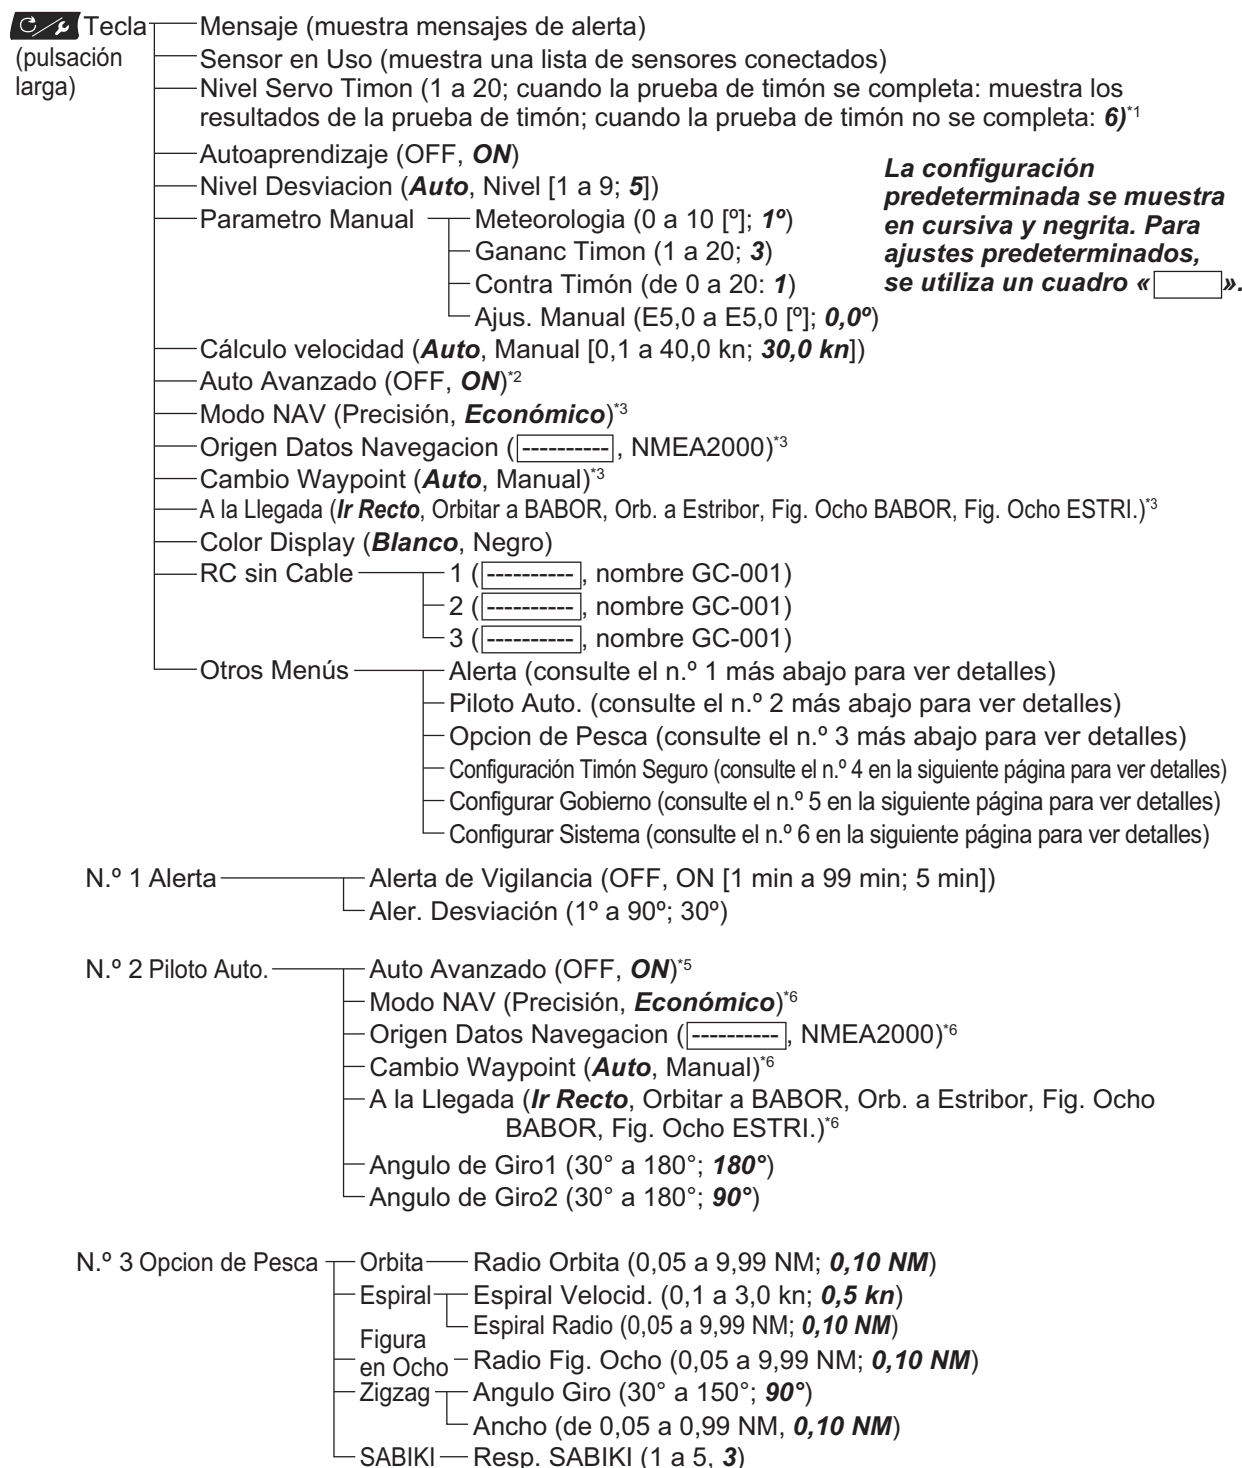 Tecla
(pulsación
larga)
Mensaje (muestra mensajes de alerta)
Sensor en Uso (muestra una lista de sensores conectados)
Nivel Servo Timon (1 a 20; cuando la prueba de timón se completa: muestra los
resultados de la prueba de timón; cuando la prueba de timón no se completa: 6)*1
Autoaprendizaje (OFF, ON)
Nivel Desviacion (Auto, Nivel [1 a 9; 5])
La configuración
predeterminada se muestra
en cursiva y negrita. Para
ajustes predeterminados,
se utiliza un cuadro « ».
Parametro Manual
Meteorologia (0 a 10 [º]; 1º)
Gananc Timon (1 a 20; 3)
Contra Timón (de 0 a 20: 1)
Ajus. Manual (E5,0 a E5,0 [º]; 0,0º)
Cálculo velocidad (Auto, Manual [0,1 a 40,0 kn; 30,0 kn])
Auto Avanzado (OFF, ON)*2
Modo NAV (Precisión, Económico)*3
Origen Datos Navegacion (----------, NMEA2000)*3
Cambio Waypoint (Auto, Manual)*3
A la Llegada (Ir Recto, Orbitar a BABOR, Orb. a Estribor, Fig. Ocho BABOR, Fig. Ocho ESTRI.)*3
Color Display (Blanco, Negro)
RC sin Cable
1 (----------, nombre GC-001)
2 (----------, nombre GC-001)
3 (----------, nombre GC-001)
Otros Menús
Alerta (consulte el n.º 1 más abajo para ver detalles)
Piloto Auto. (consulte el n.º 2 más abajo para ver detalles)
Opcion de Pesca (consulte el n.º 3 más abajo para ver detalles)
Configuración Timón Seguro (consulte el n.º 4 en la siguiente página para ver detalles)
Configurar Gobierno (consulte el n.º 5 en la siguiente página para ver detalles)
Configurar Sistema (consulte el n.º 6 en la siguiente página para ver detalles)
N.º 1 Alerta
Alerta de Vigilancia (OFF, ON [1 min a 99 min; 5 min])
Aler. Desviación (1º a 90º; 30º)
N.º 2 Piloto Auto.
Auto Avanzado (OFF, ON)*5
Modo NAV (Precisión, Económico)*6
Origen Datos Navegacion (----------, NMEA2000)*6
Cambio Waypoint (Auto, Manual)*6
A la Llegada (Ir Recto, Orbitar a BABOR, Orb. a Estribor, Fig. Ocho
BABOR, Fig. Ocho ESTRI.)*6
Angulo de Giro1 (30° a 180°; 180°)
Angulo de Giro2 (30° a 180°; 90°)
N.º 3 Opcion de Pesca
Orbita
Radio Orbita (0,05 a 9,99 NM; 0,10 NM)
Espiral
Espiral Velocid. (0,1 a 3,0 kn; 0,5 kn)
Espiral Radio (0,05 a 9,99 NM; 0,10 NM)
Figura
en Ocho
Radio Fig. Ocho (0,05 a 9,99 NM; 0,10 NM)
Zigzag
Angulo Giro (30° a 150°; 90°)
Ancho (de 0,05 a 0,99 NM, 0,10 NM)
SABIKI
Resp. SABIKI (1 a 5, 3)